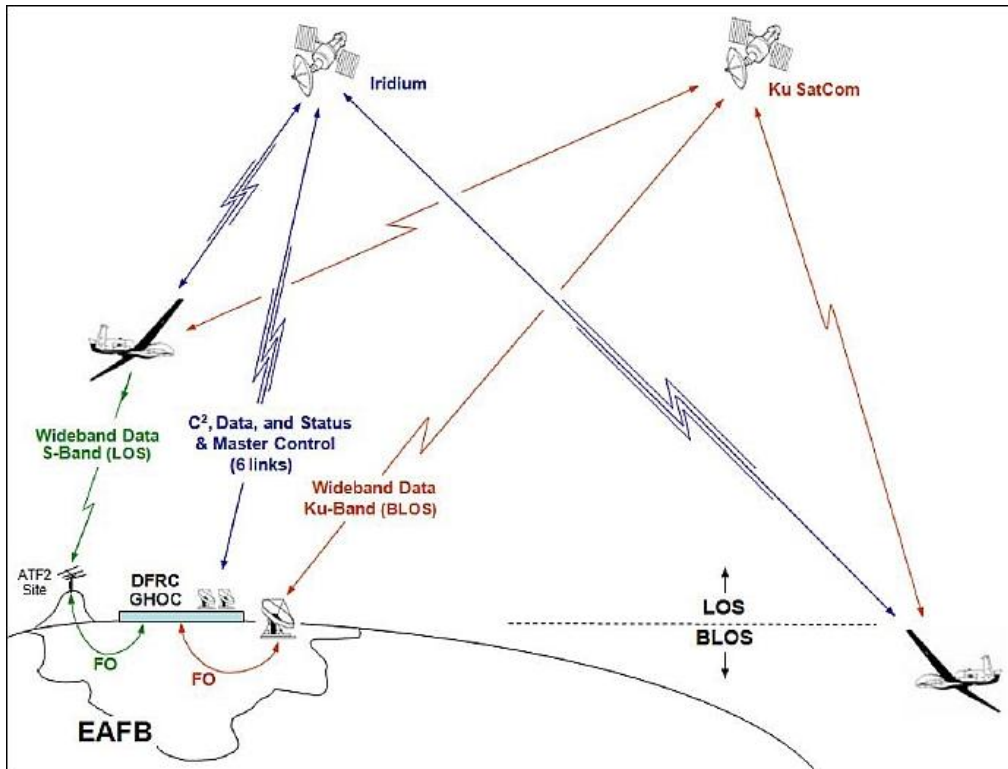 Iridium
Ku SatCom
C², Data, and Status
& Master Control
(6 links)
Wideband Data
S-Band (LOS)
Wideband Data
Ku-Band (BLOS)
ATF2
Site
DFRC
GHOC
LOS
BLOS
FO
FO
EAFB